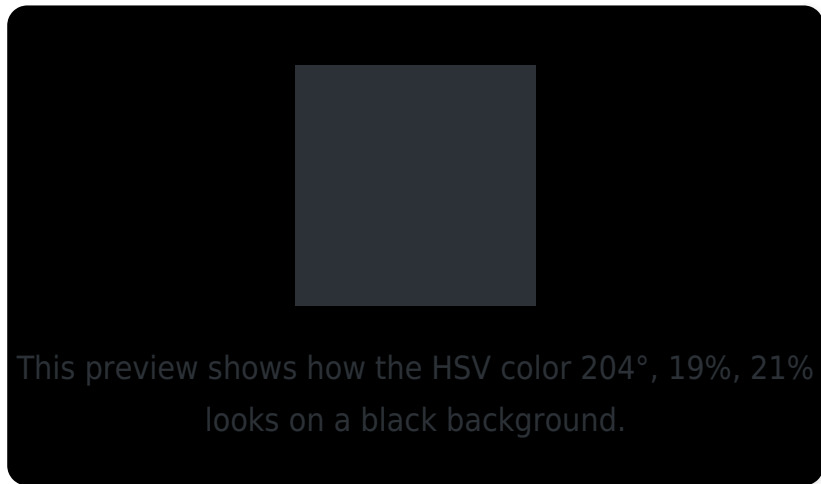 This preview shows how the HSV color 204°, 19%, 21%
looks on a black background.